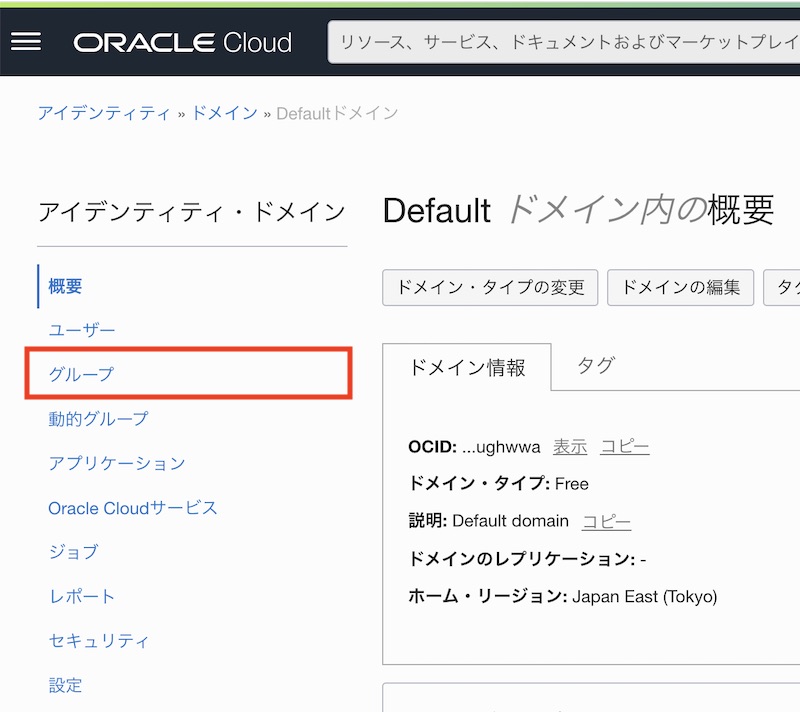 ORACLE Cloud
リソース、サービス、ドキュメントおよびマーケットプレイ
アイデンティティ » ドメイン » Defaultドメイン
アイデンティティ・ドメイン
概要
ユーザー
グループ
動的グループ
アプリケーション
Oracle Cloudサービス
ジョブ
レポート
セキュリティ
設定
Default ドメイン内の概要
ドメイン・タイプの変更 ドメインの編集 タグ
ドメイン情報 タグ
OCID: ...ughwwa 表示 コピー
ドメイン・タイプ: Free
説明: Default domain コピー
ドメインのレプリケーション: -
ホーム・リージョン: Japan East (Tokyo)